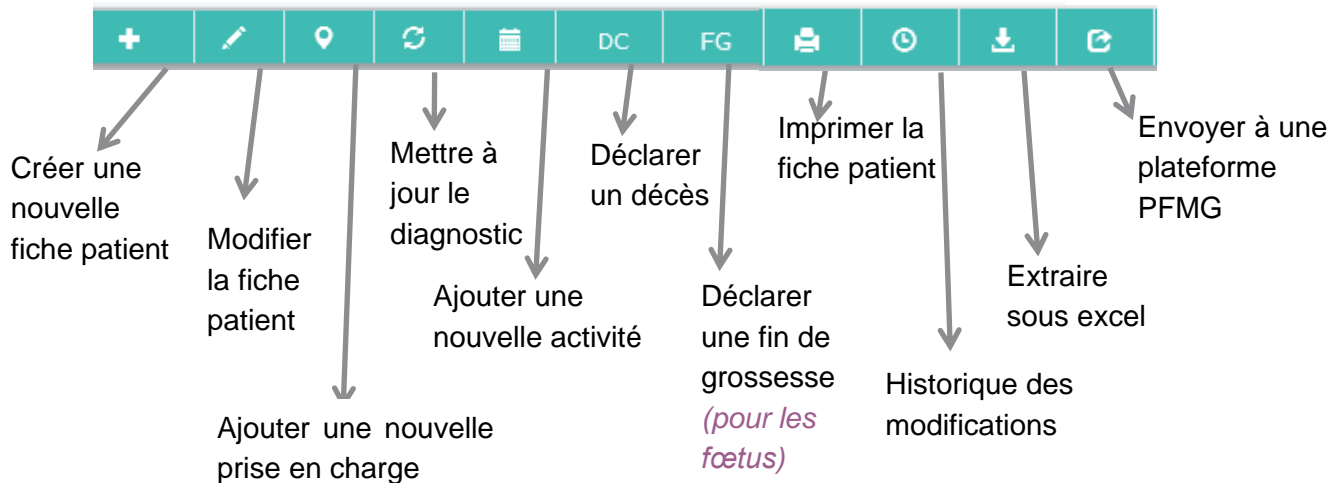 DC
FG
Créer une
nouvelle
fiche patient
Modifier
la fiche
patient
Ajouter une nouvelle
prise en charge
Mettre à
jour le
diagnostic
Ajouter une
nouvelle activité
Déclarer
un décès
Déclarer
une fin de
grossesse
(pour les
fœtus)
Imprimer la
fiche patient
Historique des
modifications
Extraire
sous excel
Envoyer à une
plateforme
PFMG